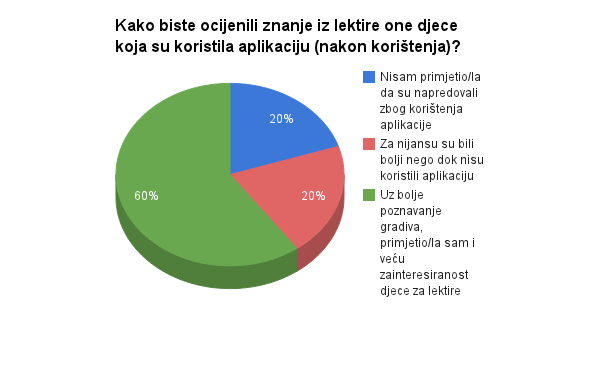 Kako biste ocijenili znanje iz lektire one djece
koja su koristila aplikaciju (nakon korištenja)?
20%
20%
60%
Nisam primjetio/la
da su napredovali
zbog korištenja
aplikacije
Za nijansu su bili
bolji nego dok nisu
koristili aplikaciju
Uz bolje
poznavanje
gradiva,
primjetio/la sam i
veću
zainteresiranost
djece za lektire